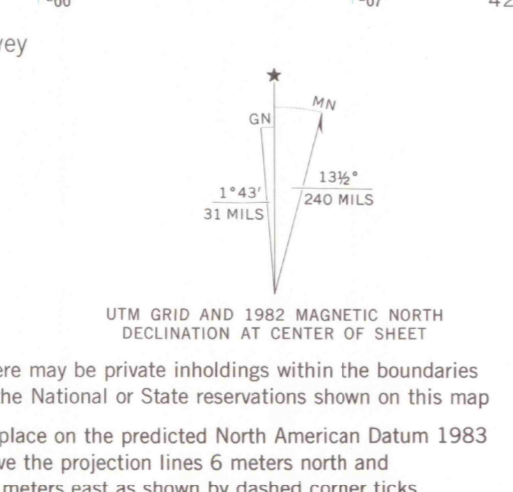 vey
★
MN
GN
13½°
1°43'
240 MILS
31 MILS
UTM GRID AND 1982 MAGNETIC NORTH
DECLINATION AT CENTER OF SHEET
ere may be private inholdings within the boundaries
the National or State reservations shown on this map
place on the predicted North American Datum 1983
ve the projection lines 6 meters north and
meters east as shown by dashed corner ticks